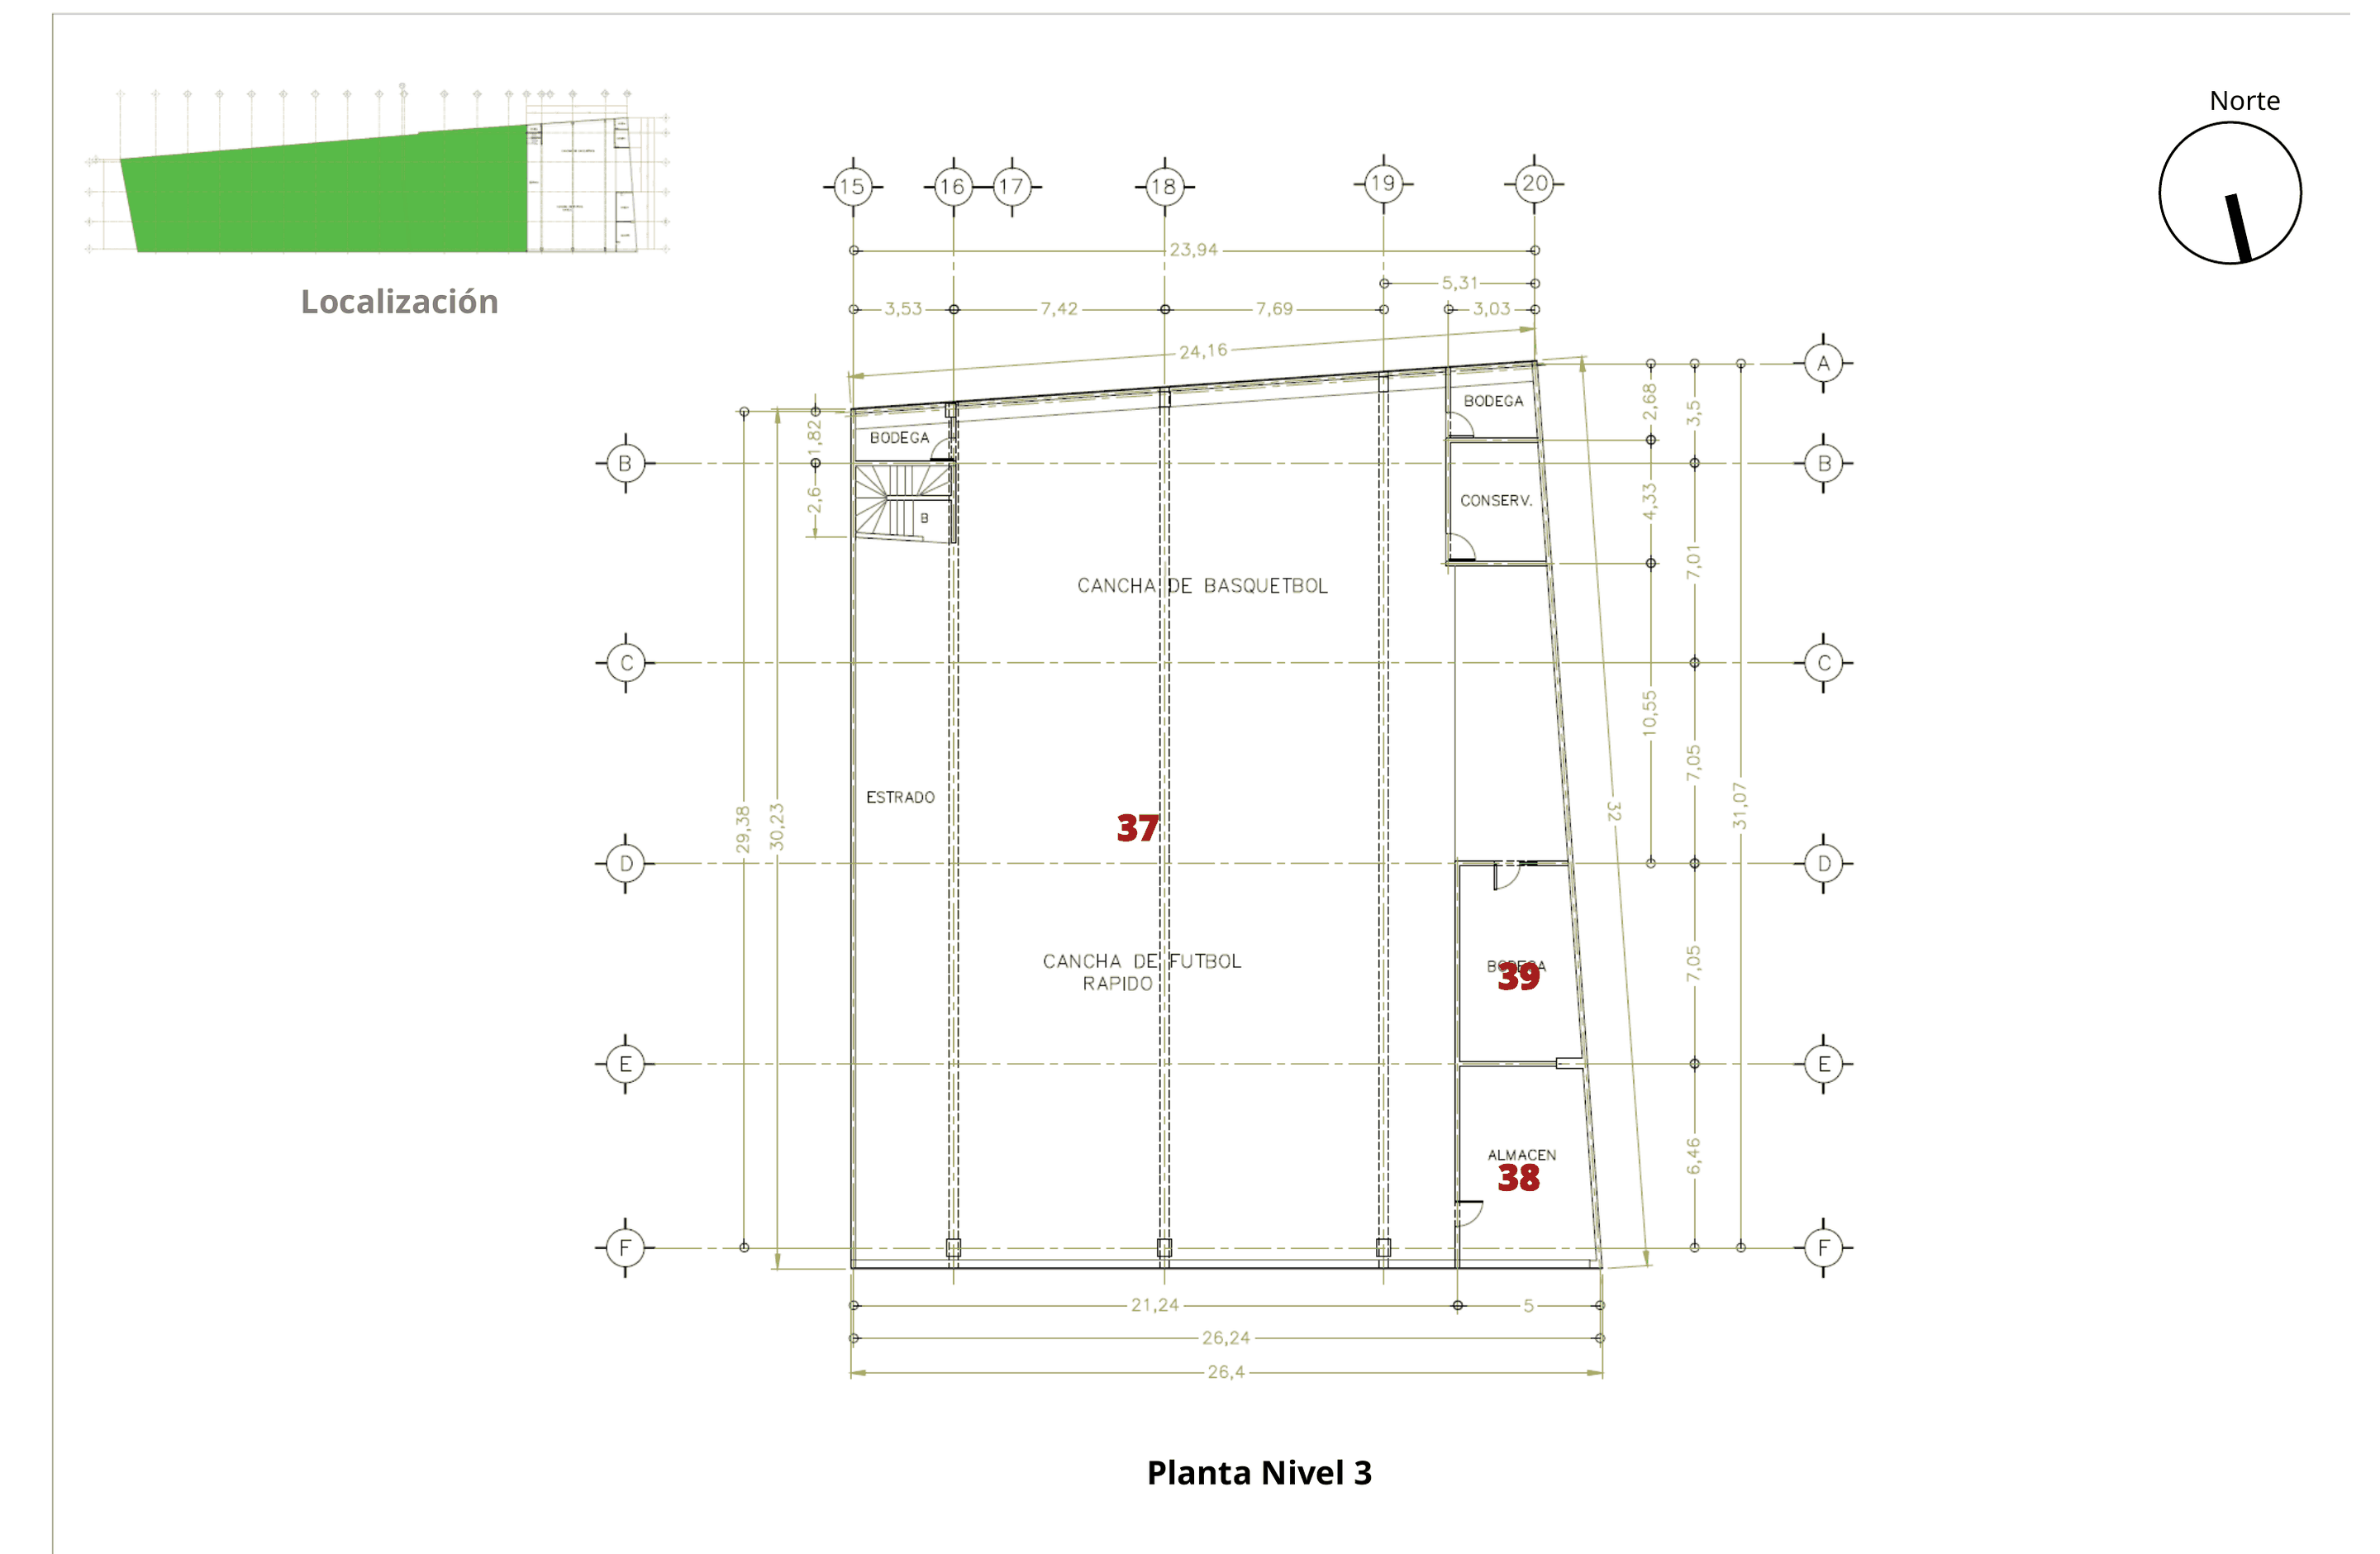 Norte
Localización
15 16 17 18 19 20
23,94
5,31
3,53 7,42 7,69 3,03
24,16
A
BODEGA
2,68
3,5
1,82
BODEGA
B B
2,6
B
CONSERV.
4,33
7,01
CANCHA DE BASQUETBOL
C C
10,55
7,05
ESTRADO
37
29,38
30,23
32
31,07
D D
CANCHA DE FUTBOL
RAPIDO
BODEGA
39
7,05
E E
ALMACEN
38
6,46
F F
21,24 5
26,24
26,4
Planta Nivel 3